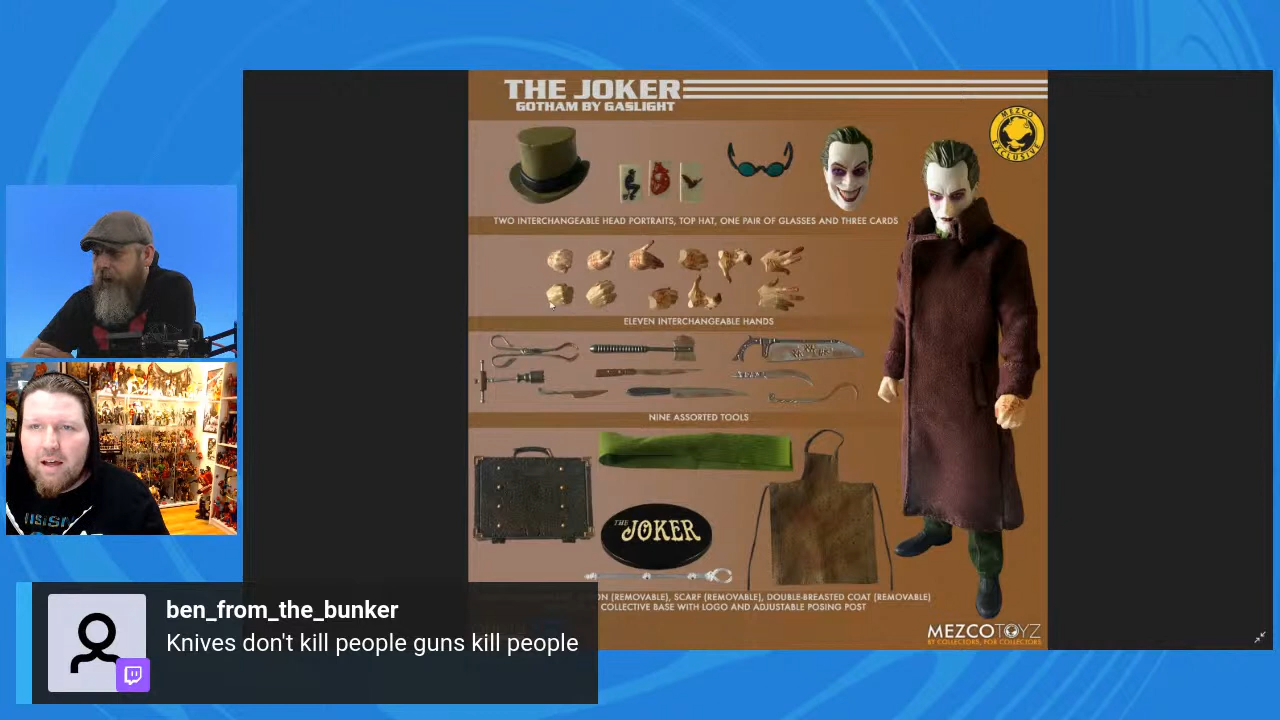 THE JOKER
GOTHAM BY GASLIGHT
MEZCO
EXCLUSIVE
TWO INTERCHANGEABLE HEAD PORTRAITS, TOP HAT, ONE PAIR OF GLASSES AND THREE CARDS
ELEVEN INTERCHANGEABLE HANDS
NINE ASSORTED TOOLS
THE JOKER
(REMOVABLE), SCARF (REMOVABLE), DOUBLE-BREASTED COAT (REMOVABLE)
COLLECTIVE BASE WITH LOGO AND ADJUSTABLE POSING POST
MEZCOTOYZ
BY COLLECTORS, FOR COLLECTORS
ben_from_the_bunker
Knives don't kill people guns kill people